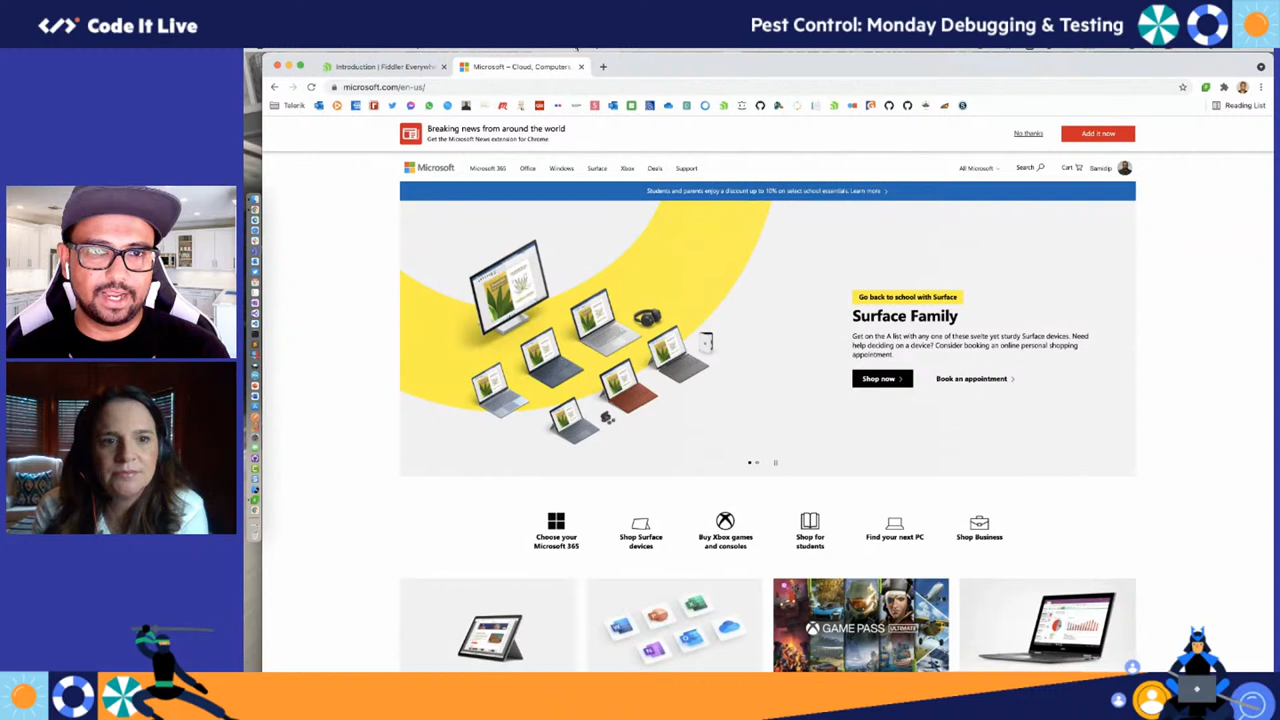 Code It Live
Pest Control: Monday Debugging & Testing
Introduction | Fiddler Everywhe
Microsoft – Cloud, Computers,
microsoft.com/en-us/
Telerik
Reading List
Breaking news from around the world
Get the Microsoft News extension for Chrome
No thanks
Add it now
Microsoft
Microsoft 365
Office
Windows
Surface
Xbox
Deals
Support
All Microsoft
Search
Cart
Samidip
Students and parents enjoy a discount up to 10% on select school essentials. Learn more
Go back to school with Surface
Surface Family
Get on the A list with any one of these svelte yet sturdy Surface devices. Need
help deciding on a device? Consider booking an online personal shopping
appointment.
Shop now
Book an appointment
Choose your
Microsoft 365
Shop Surface
devices
Buy Xbox games
and consoles
Shop for
students
Find your next PC
Shop Business
GAME PASS ULTIMATE